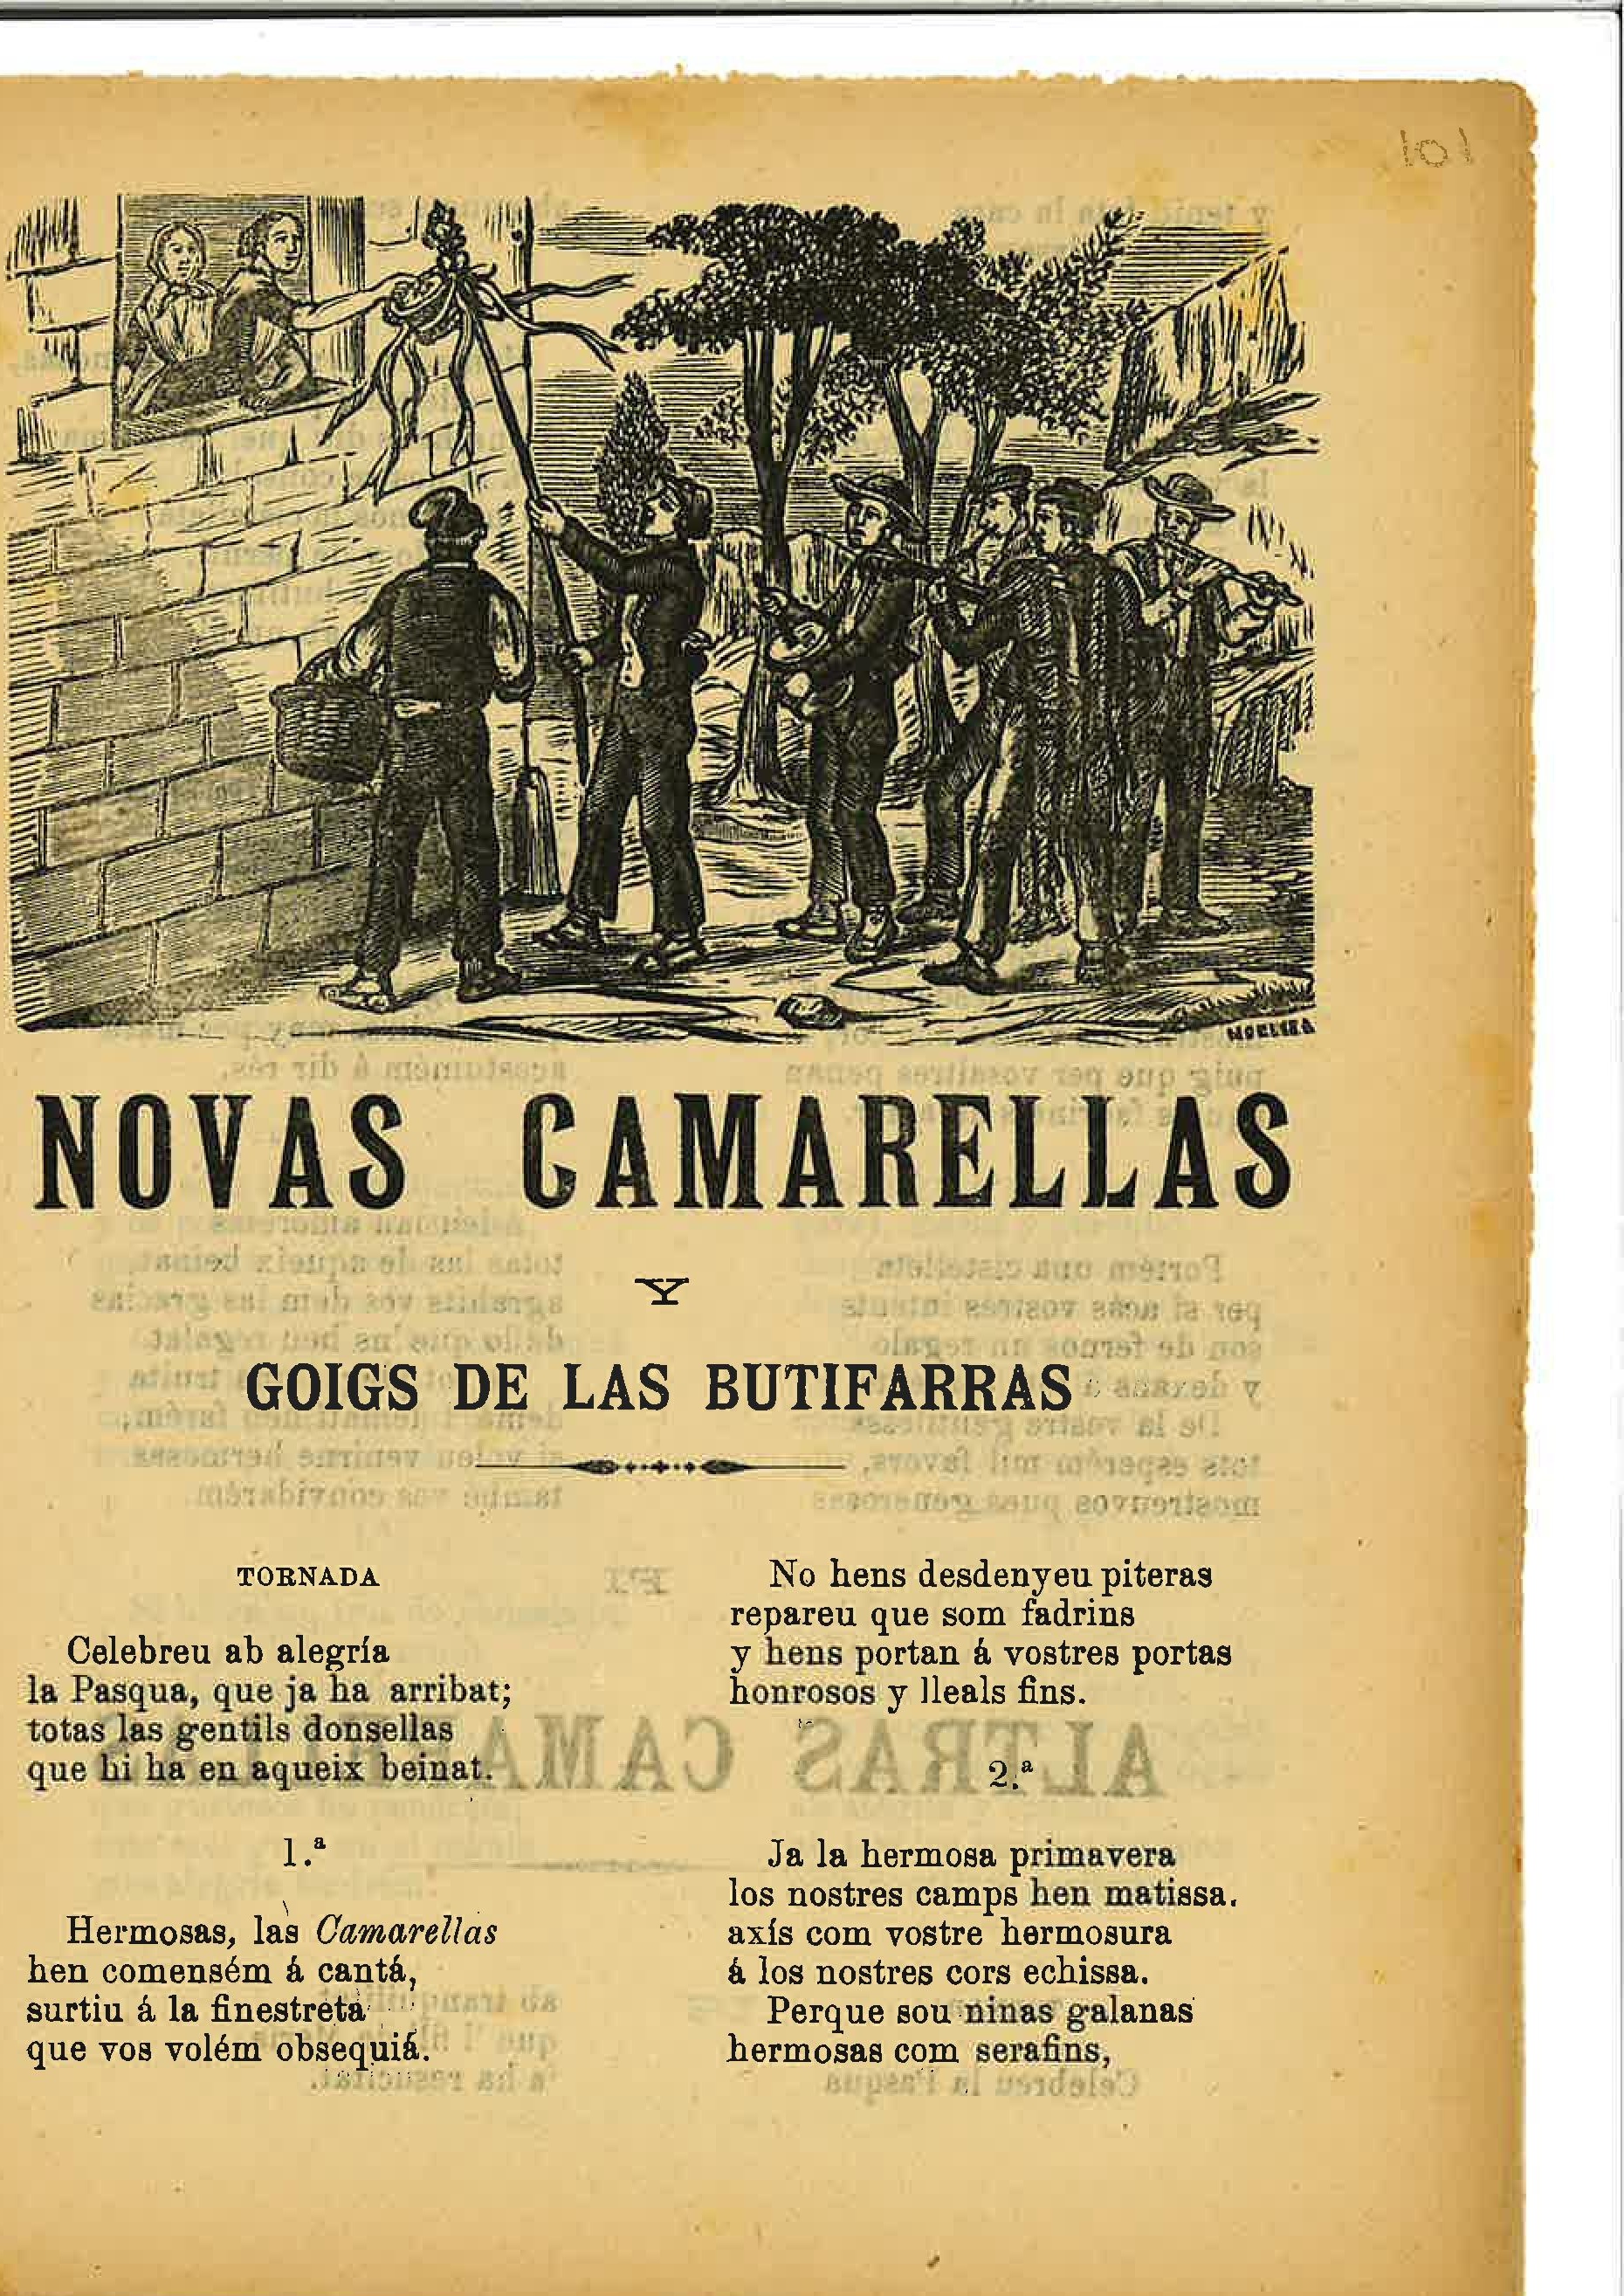 101
NOVAS CAMARELLAS
Y
GOIGS DE LAS BUTIFARRAS
TORNADA
Celebreu ab alegría
la Pasqua, que ja ha arribat;
totas las gentils donsellas
que hi ha en aqueix beinat.
1.ª
Hermosas, las Camarellas
hen comensém á cantá,
surtiu á la finestreta
que vos volém obsequiá.
No hens desdenyeu piteras
repareu que som fadrins
y hens portan á vostres portas
honrosos y lleals fins.
2.ª
Ja la hermosa primavera
los nostres camps hen matissa.
axís com vostre hermosura
á los nostres cors echissa.
Perque sou ninas galanas
hermosas com serafins,